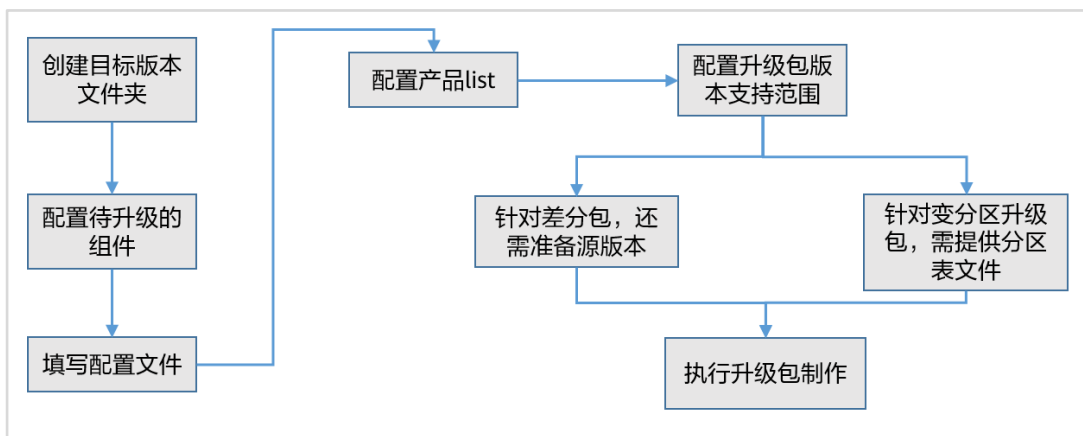 创建目标版本
文件夹
配置待升级的
组件
填写配置文件
配置产品list
配置升级包版
本支持范围
针对差分包，还
需准备源版本
针对变分区升级
包，需提供分区
表文件
执行升级包制作